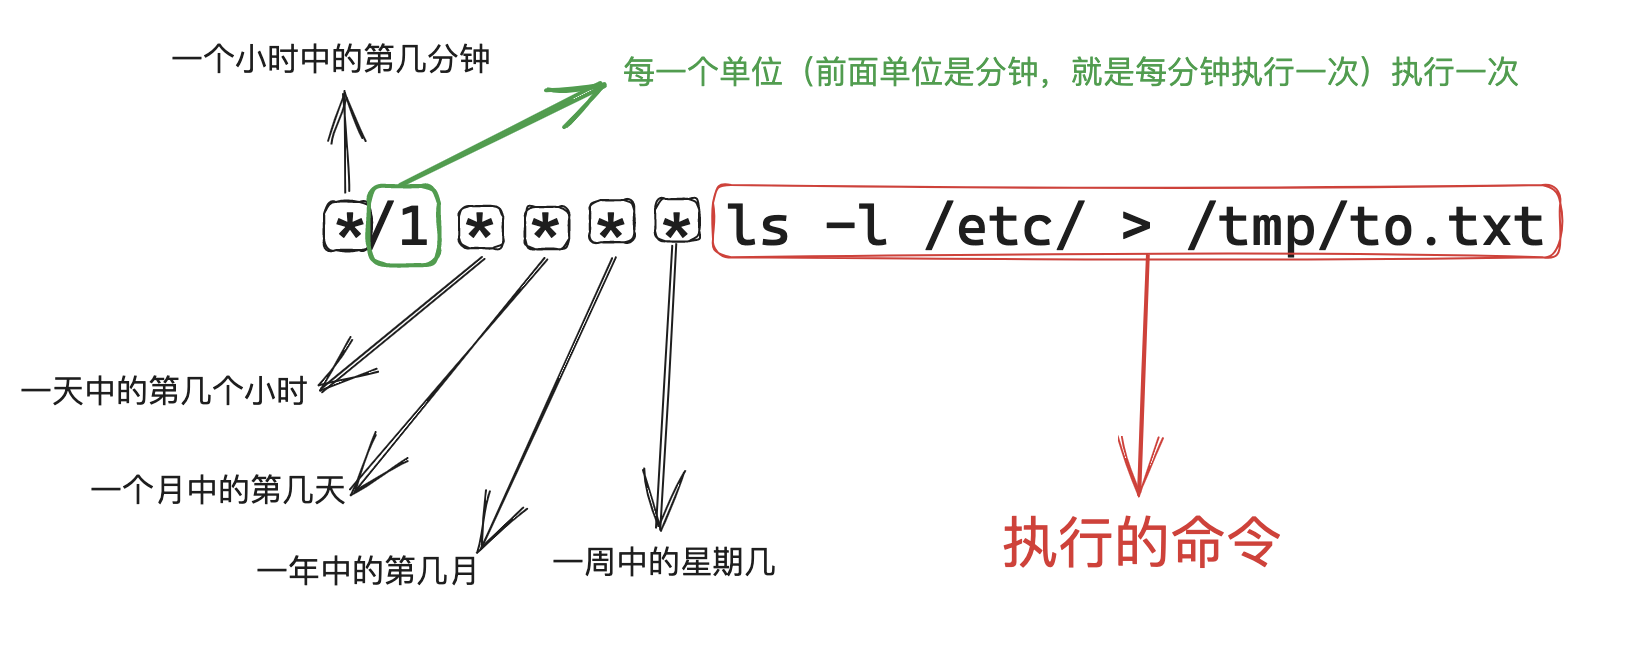 一个小时中的第几分钟
每一个单位（前面单位是分钟，就是每分钟执行一次）执行一次
*/1 * * * * ls -l /etc/ > /tmp/to.txt
一天中的第几个小时
一个月中的第几天
一年中的第几月
一周中的星期几
执行的命令